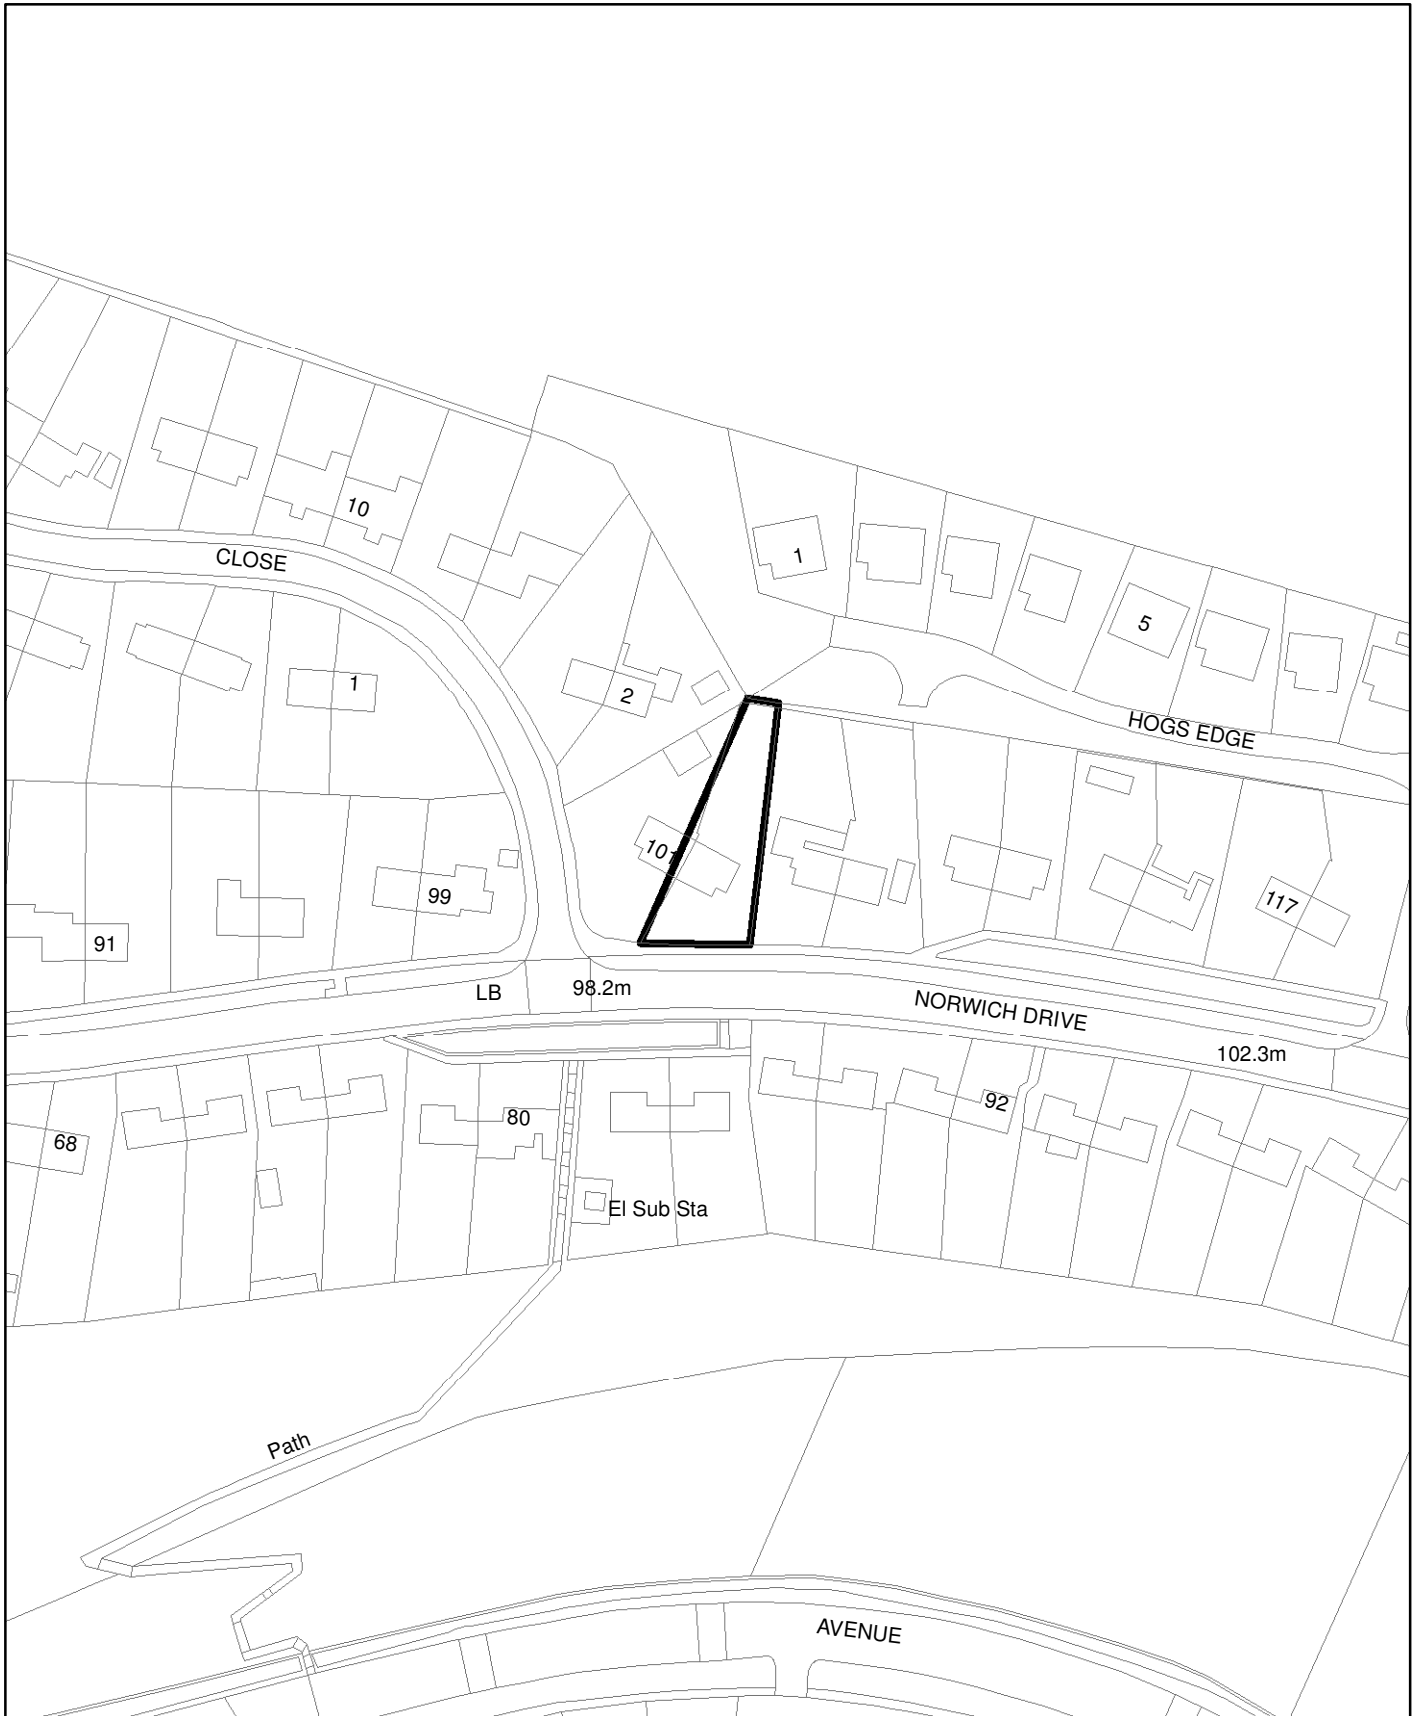 10
CLOSE
1
1
5
2
HOGS EDGE
101
99
117
91
LB
98.2m
NORWICH DRIVE
102.3m
80
92
68
El Sub Sta
Path
AVENUE